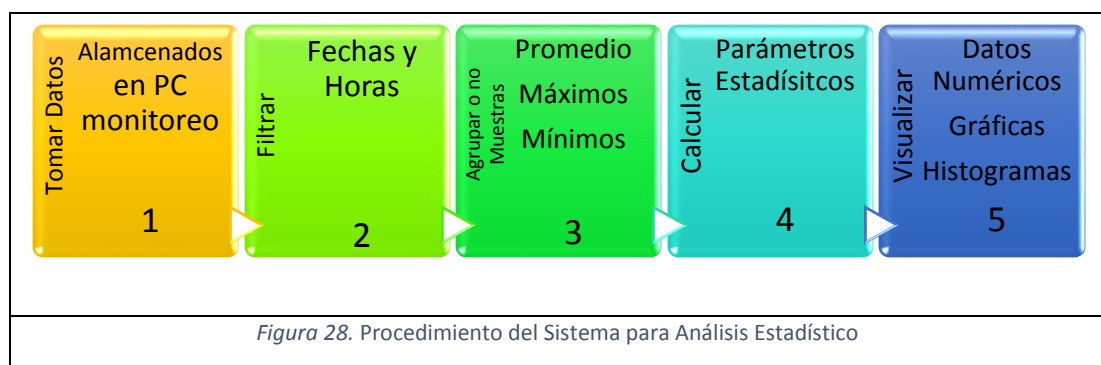 Tomar Datos
Alamcenados
en PC
monitoreo
1
Filtrar
Fechas y
Horas
2
Agrupar o no
Muestras
Promedio
Máximos
Mínimos
3
Calcular
Parámetros
Estadísitcos
4
Visualizar
Datos
Numéricos
Gráficas
Histogramas
5
Figura 28. Procedimiento del Sistema para Análisis Estadístico